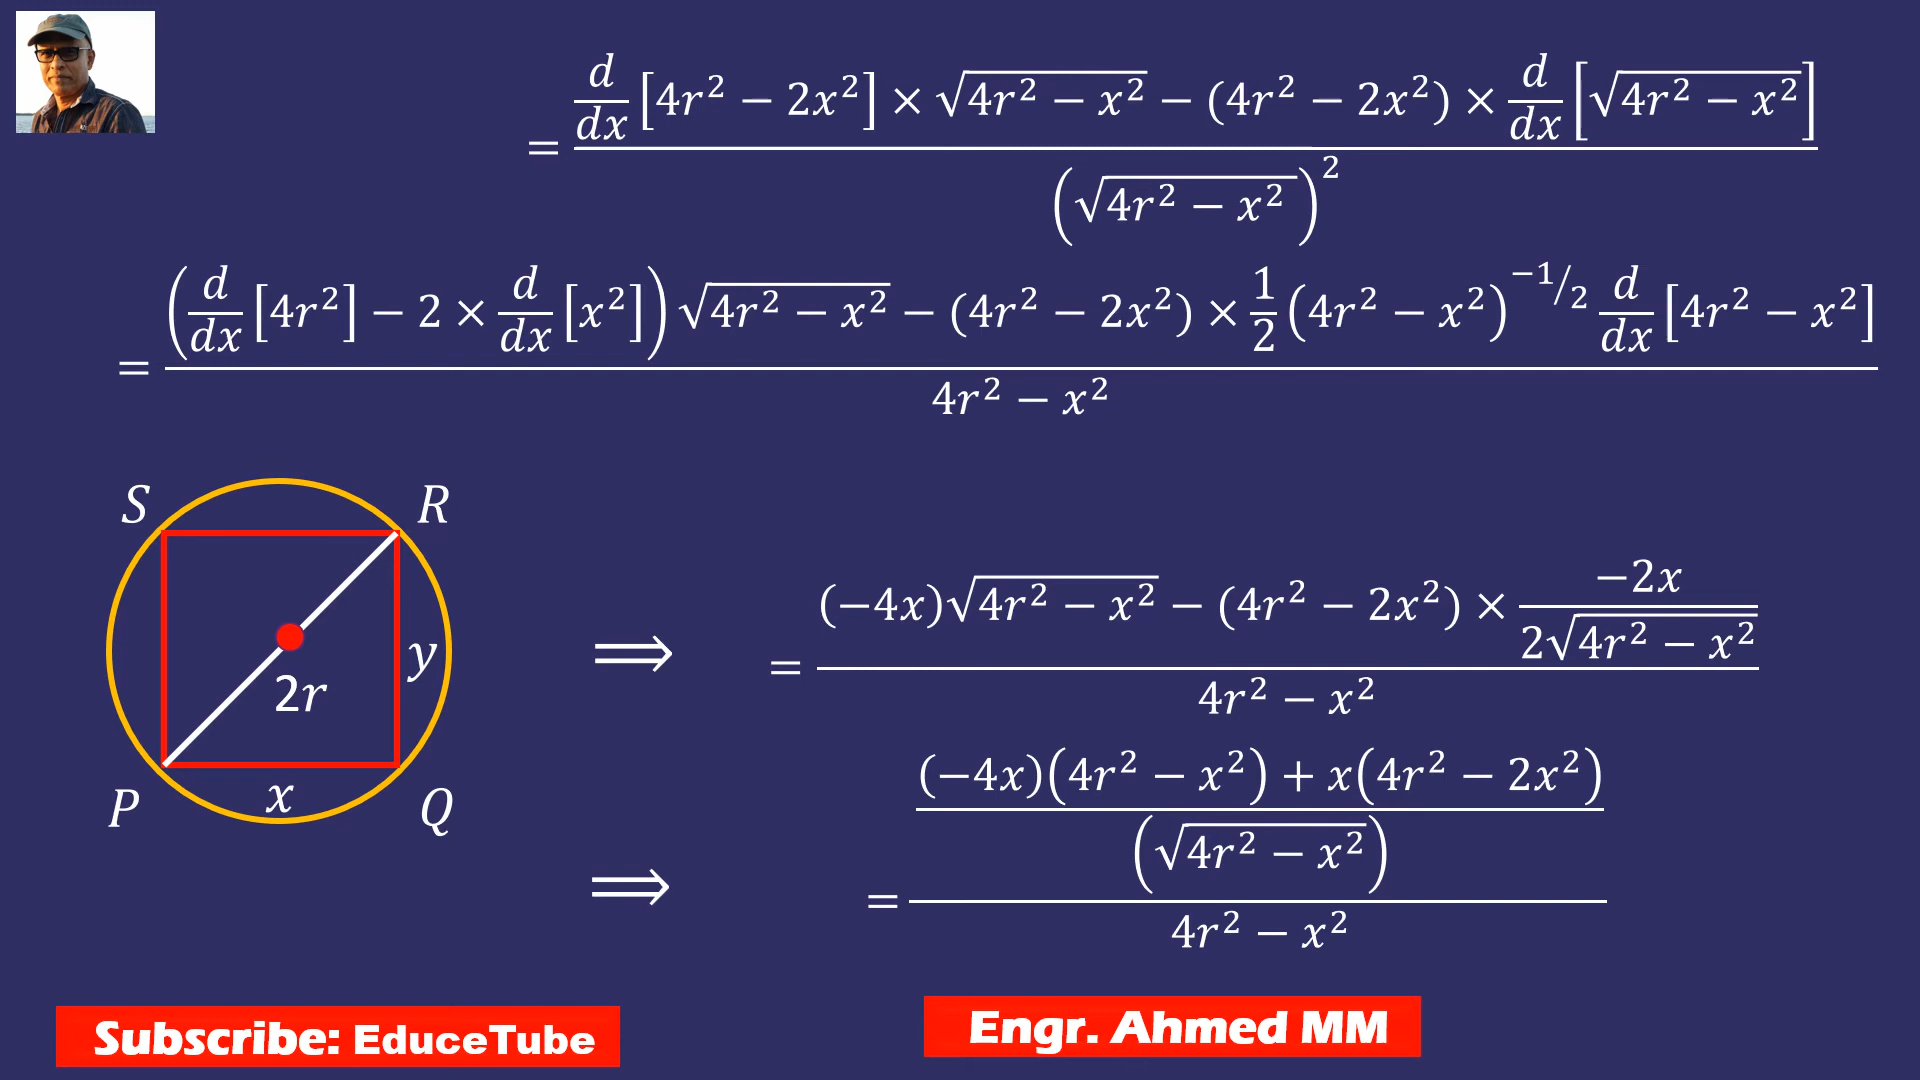 = d/dx [4r² − 2x²] × √(4r² − x²) − (4r² − 2x²) × d/dx [√(4r² − x²)] / (√(4r² − x²))²
= (d/dx [4r²] − 2 × d/dx [x²]) √(4r² − x²) − (4r² − 2x²) × 1/2 (4r² − x²)^(−1/2) d/dx [4r² − x²] / 4r² − x²
S R
⟹ = (−4x)√(4r² − x²) − (4r² − 2x²) × −2x / 2√(4r² − x²) / 4r² − x²
y
2r
x
P Q
⟹ = (−4x)(4r² − x²) + x(4r² − 2x²) / (√(4r² − x²)) / 4r² − x²
Subscribe: EduceTube
Engr. Ahmed MM